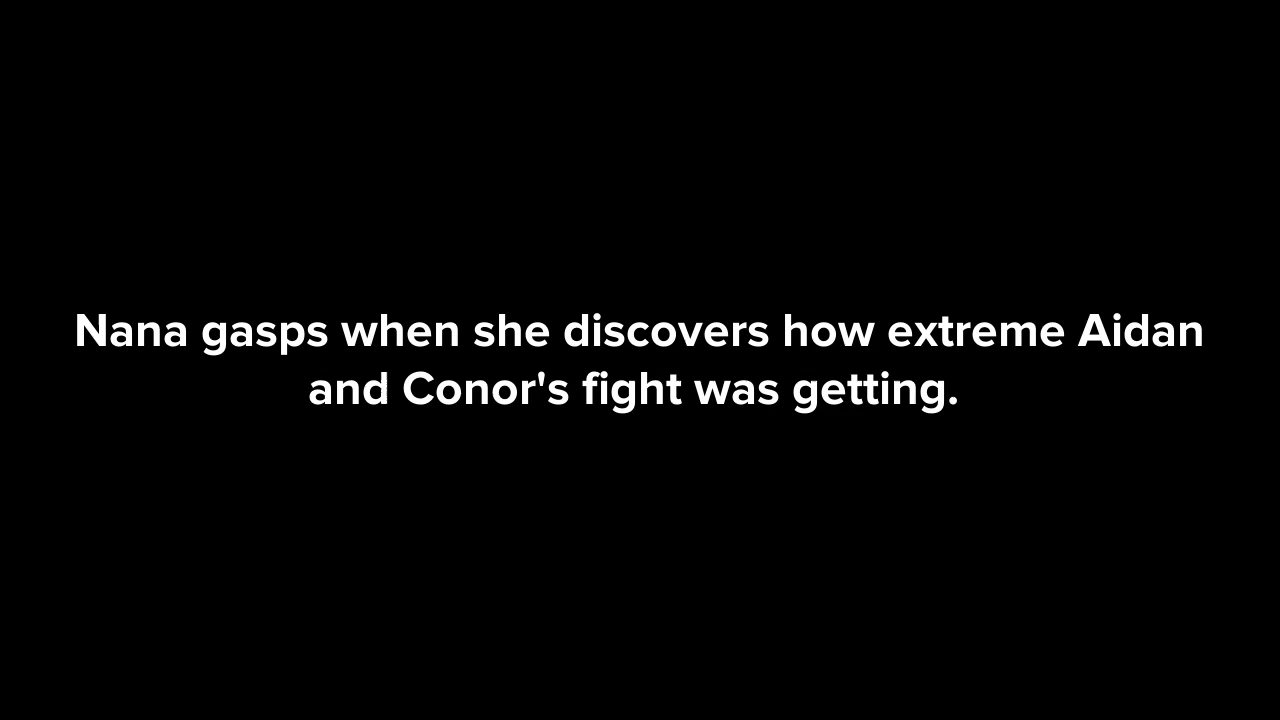 Nana gasps when she discovers how extreme Aidan
and Conor's fight was getting.